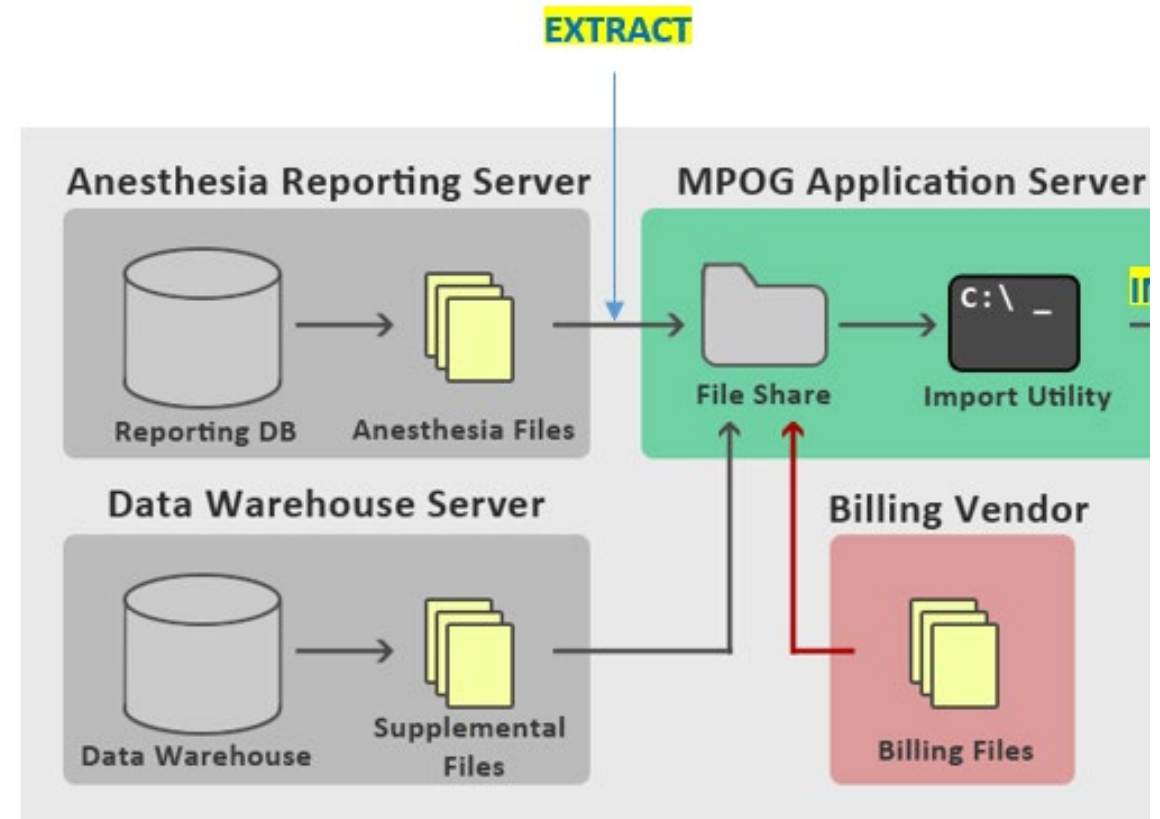 EXTRACT
Anesthesia Reporting Server
MPOG Application Server
C:\ _
Reporting DB
Anesthesia Files
File Share
Import Utility
Data Warehouse Server
Billing Vendor
Data Warehouse
Supplemental
Files
Billing Files